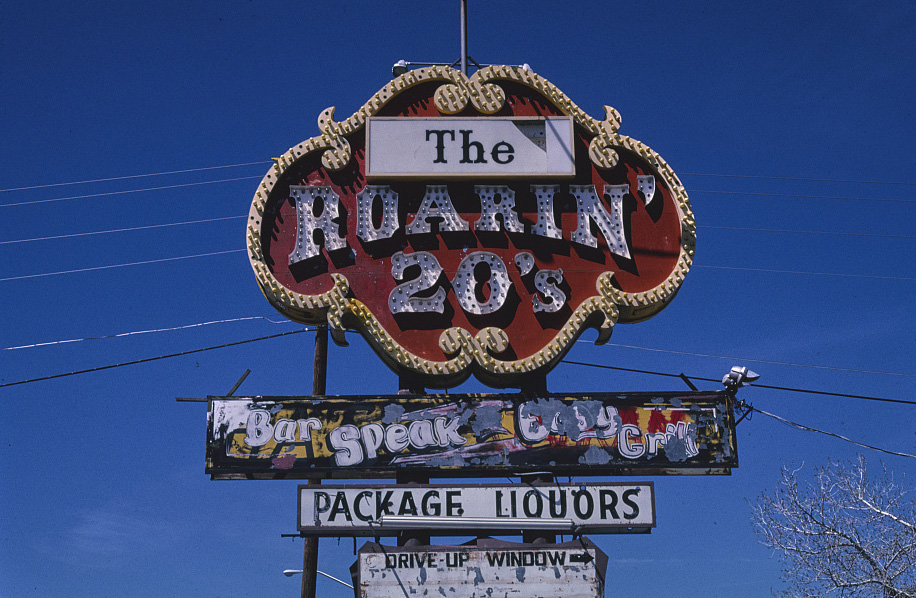 The
ROARIN'
20's
Bar Speak Easy Grill
PACKAGE LIQUORS
DRIVE-UP WINDOW